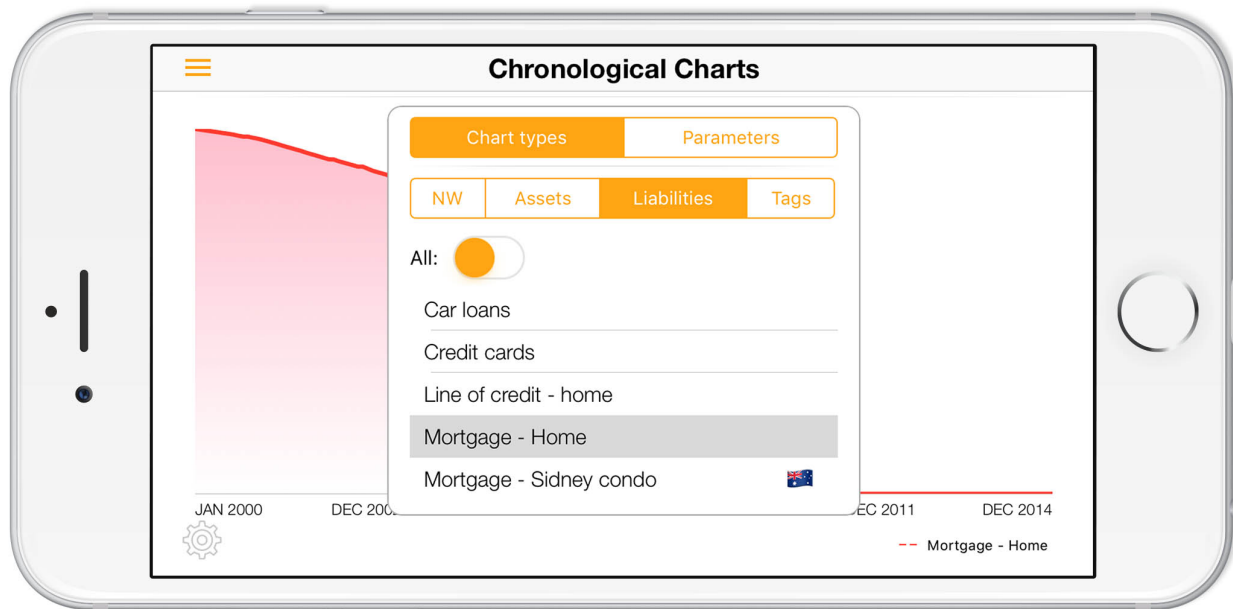 Chronological Charts
Chart types Parameters
NW Assets Liabilities Tags
All:
Car loans
Credit cards
Line of credit - home
Mortgage - Home
Mortgage - Sidney condo
JAN 2000 DEC 2011 DEC 2014
Mortgage - Home